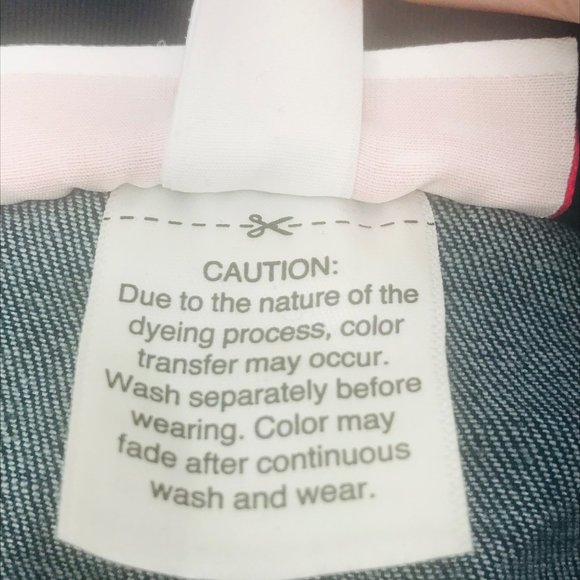 CAUTION:
Due to the nature of the
dyeing process, color
transfer may occur.
Wash separately before
wearing. Color may
fade after continuous
wash and wear.